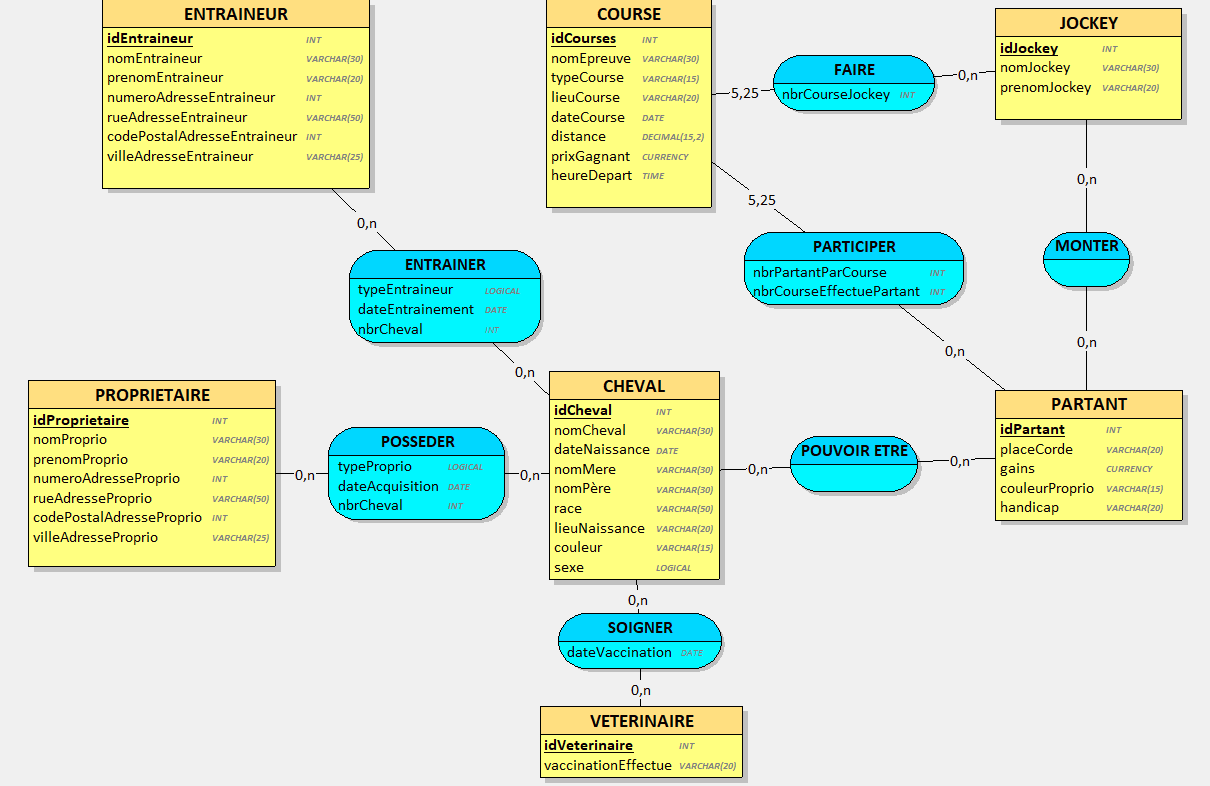 ENTRAINEUR
idEntraineur INT
nomEntraineur VARCHAR(30)
prenomEntraineur VARCHAR(20)
numeroAdresseEntraineur INT
rueAdresseEntraineur VARCHAR(50)
codePostalAdresseEntraineur INT
villeAdresseEntraineur VARCHAR(25)
COURSE
idCourses INT
nomEpreuve VARCHAR(30)
typeCourse VARCHAR(15)
lieuCourse VARCHAR(20)
dateCourse DATE
distance DECIMAL(15,2)
prixGagnant CURRENCY
heureDepart TIME
5,25
FAIRE
nbrCourseJockey INT
0,n
JOCKEY
idJockey INT
nomJockey VARCHAR(30)
prenomJockey VARCHAR(20)
0,n
5,25
0,n
ENTRAINER
typeEntraineur LOGICAL
dateEntrainement DATE
nbrCheval INT
0,n
PARTICIPER
nbrPartantParCourse INT
nbrCourseEffectuePartant INT
0,n
MONTER
0,n
PROPRIETAIRE
idProprietaire INT
nomProprio VARCHAR(30)
prenomProprio VARCHAR(20)
numeroAdresseProprio INT
rueAdresseProprio VARCHAR(50)
codePostalAdresseProprio INT
villeAdresseProprio VARCHAR(25)
0,n
POSSEDER
typeProprio LOGICAL
dateAcquisition DATE
nbrCheval INT
0,n
CHEVAL
idCheval INT
nomCheval VARCHAR(30)
dateNaissance DATE
nomMere VARCHAR(30)
nomPère VARCHAR(30)
race VARCHAR(50)
lieuNaissance VARCHAR(20)
couleur VARCHAR(15)
sexe LOGICAL
0,n
POUVOIR ETRE
0,n
PARTANT
idPartant INT
placeCorde VARCHAR(20)
gains CURRENCY
couleurProprio VARCHAR(15)
handicap VARCHAR(20)
0,n
SOIGNER
dateVaccination DATE
0,n
VETERINAIRE
idVeterinaire INT
vaccinationEffectue VARCHAR(20)